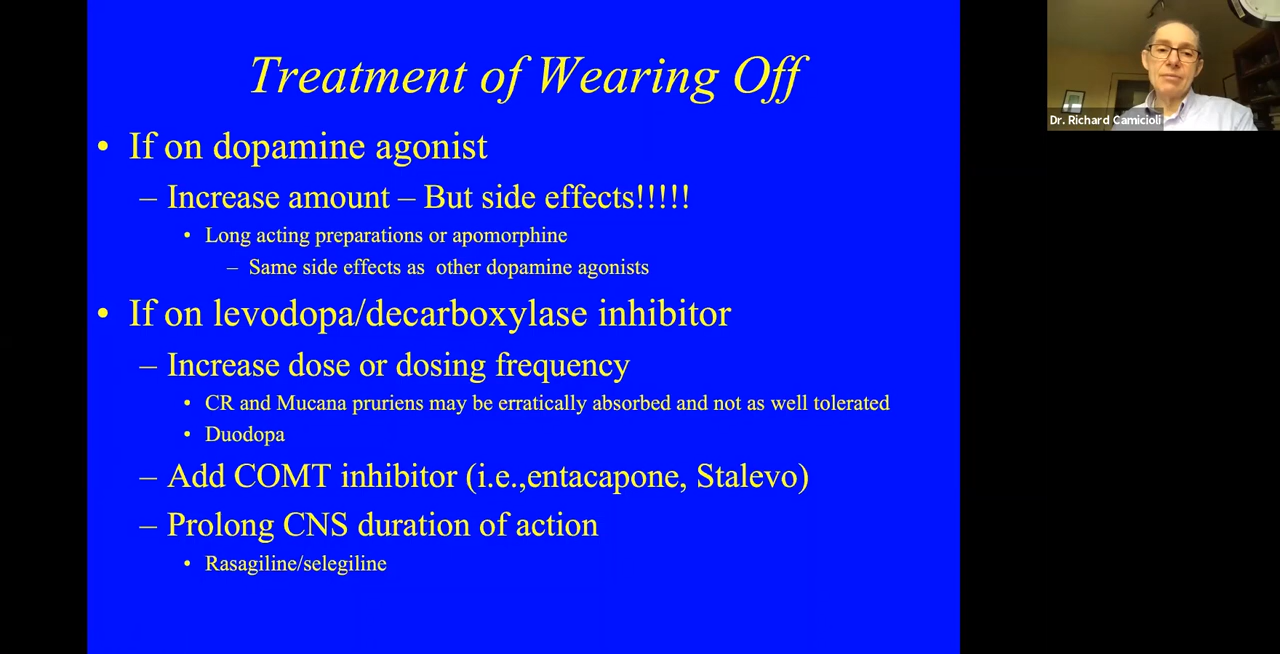 Treatment of Wearing Off
• If on dopamine agonist
– Increase amount – But side effects!!!!!
• Long acting preparations or apomorphine
– Same side effects as  other dopamine agonists
• If on levodopa/decarboxylase inhibitor
– Increase dose or dosing frequency
• CR and Mucana pruriens may be erratically absorbed and not as well tolerated
• Duodopa
– Add COMT inhibitor (i.e.,entacapone, Stalevo)
– Prolong CNS duration of action
• Rasagiline/selegiline
Dr. Richard Camicioli